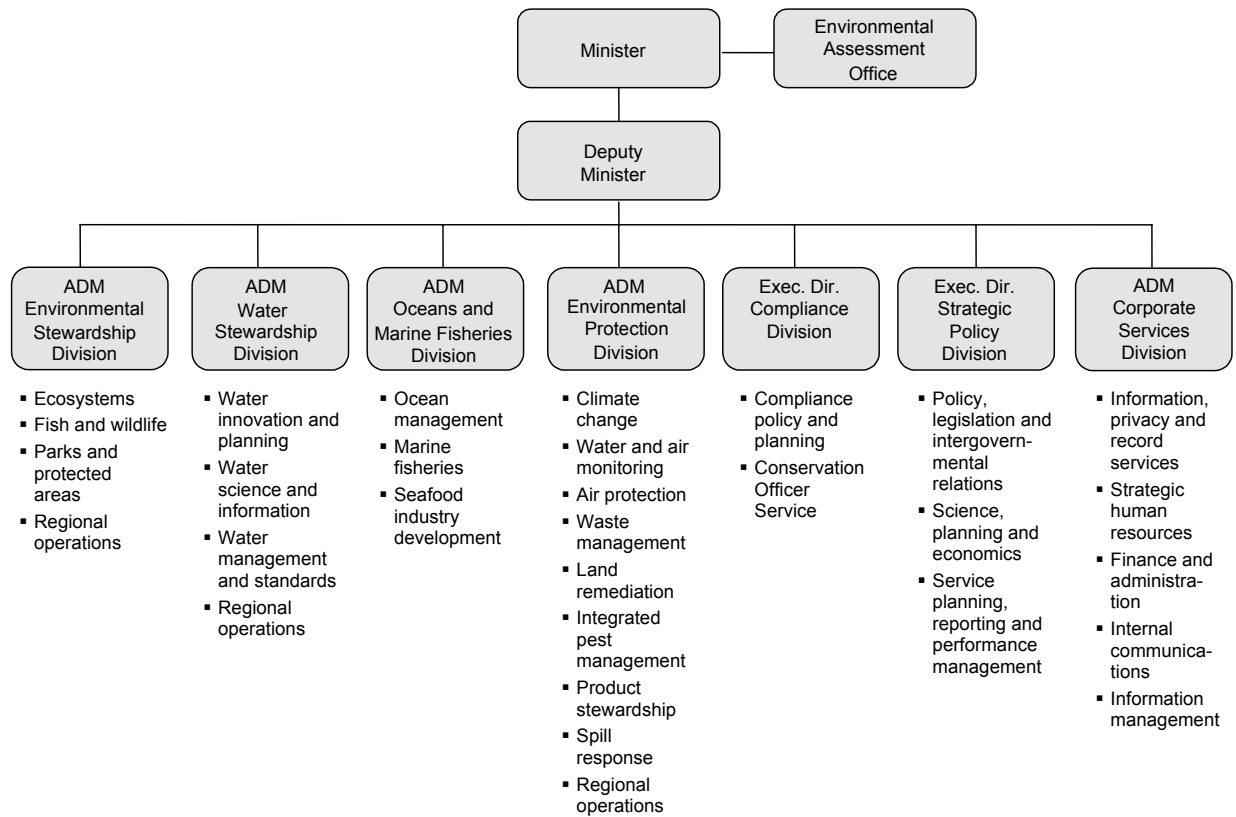 Minister
Environmental
Assessment
Office
Deputy
Minister
ADM
Environmental
Stewardship
Division
ADM
Water
Stewardship
Division
ADM
Oceans and
Marine Fisheries
Division
ADM
Environmental
Protection
Division
Exec. Dir.
Compliance
Division
Exec. Dir.
Strategic
Policy
Division
ADM
Corporate
Services
Division
▪ Ecosystems
▪ Fish and wildlife
▪ Parks and
protected
areas
▪ Regional
operations
▪ Water
innovation and
planning
▪ Water
science and
information
▪ Water
management
and standards
▪ Regional
operations
▪ Ocean
management
▪ Marine
fisheries
▪ Seafood
industry
development
▪ Climate
change
▪ Water and air
monitoring
▪ Air protection
▪ Waste
management
▪ Land
remediation
▪ Integrated
pest
management
▪ Product
stewardship
▪ Spill
response
▪ Regional
operations
▪ Compliance
policy and
planning
▪ Conservation
Officer
Service
▪ Policy,
legislation and
intergovern-
mental
relations
▪ Science,
planning and
economics
▪ Service
planning,
reporting and
performance
management
▪ Information,
privacy and
record
services
▪ Strategic
human
resources
▪ Finance and
administra-
tion
▪ Internal
communica-
tions
▪ Information
management